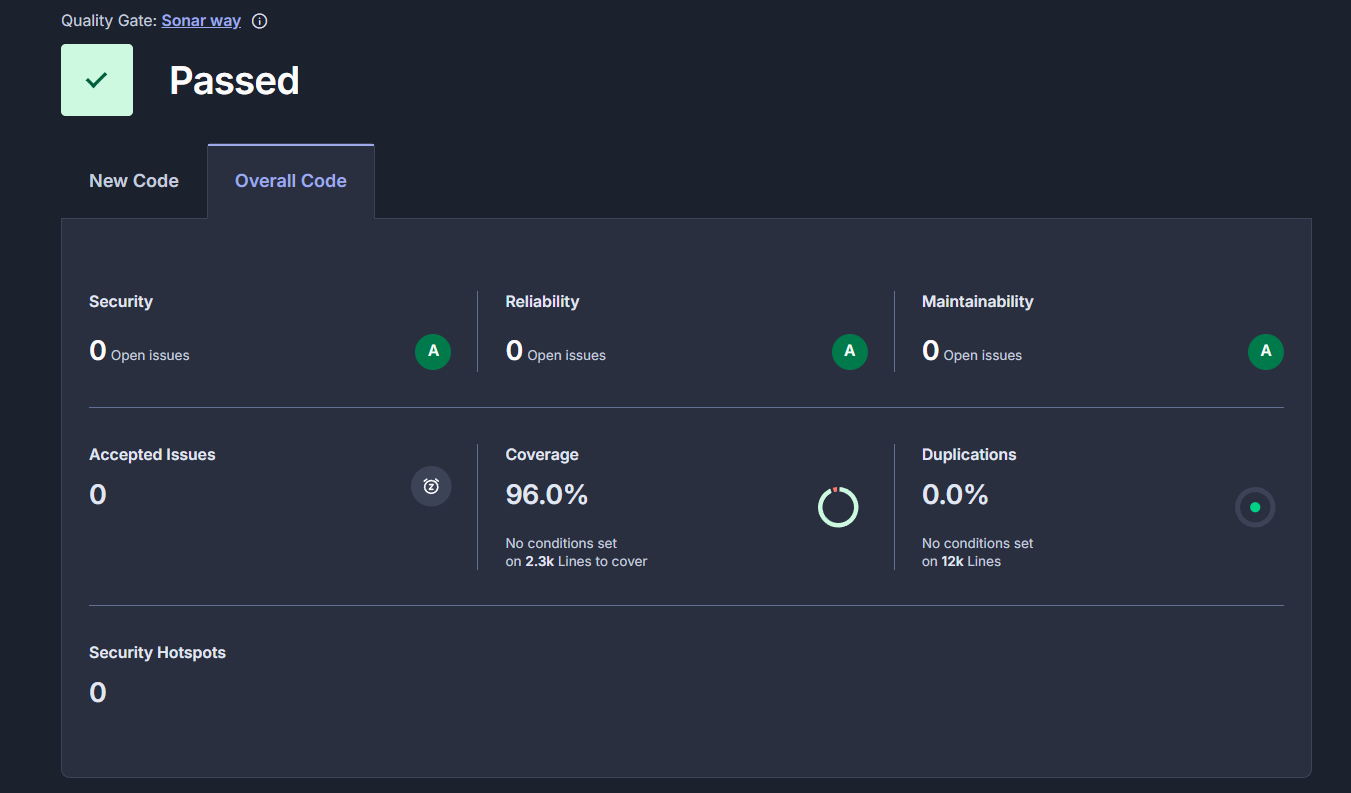 Quality Gate: Sonar way
Passed
New Code
Overall Code
Security
0 Open issues
A
Reliability
0 Open issues
A
Maintainability
0 Open issues
A
Accepted Issues
0
Coverage
96.0%
No conditions set
on 2.3k Lines to cover
Duplications
0.0%
No conditions set
on 12k Lines
Security Hotspots
0